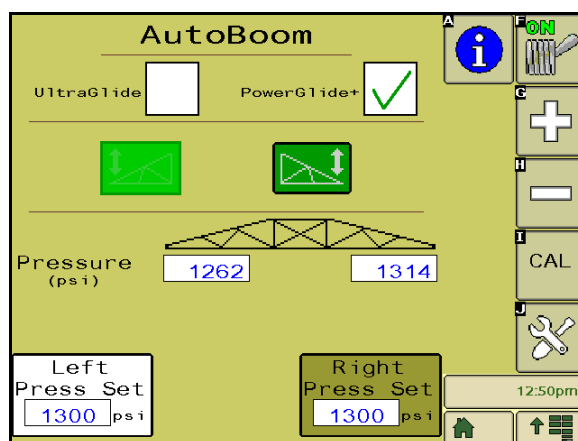 AutoBoom
UltraGlide PowerGlide+
Pressure
(psi)
1262 1314
Left
Press Set
1300 psi
Right
Press Set
1300 psi
A
F
ON
G
H
I
CAL
J
12:50pm